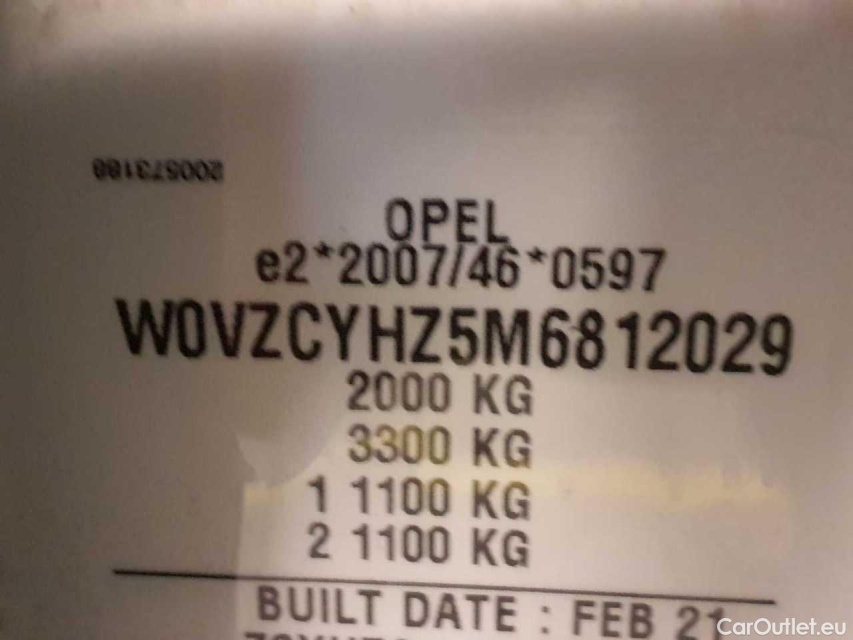 200573188
OPEL
e2*2007/46*0597
W0VZCYHZ5M6812029
2000 KG
3300 KG
1 1100 KG
2 1100 KG
BUILT DATE : FEB 21
CarOutlet.eu